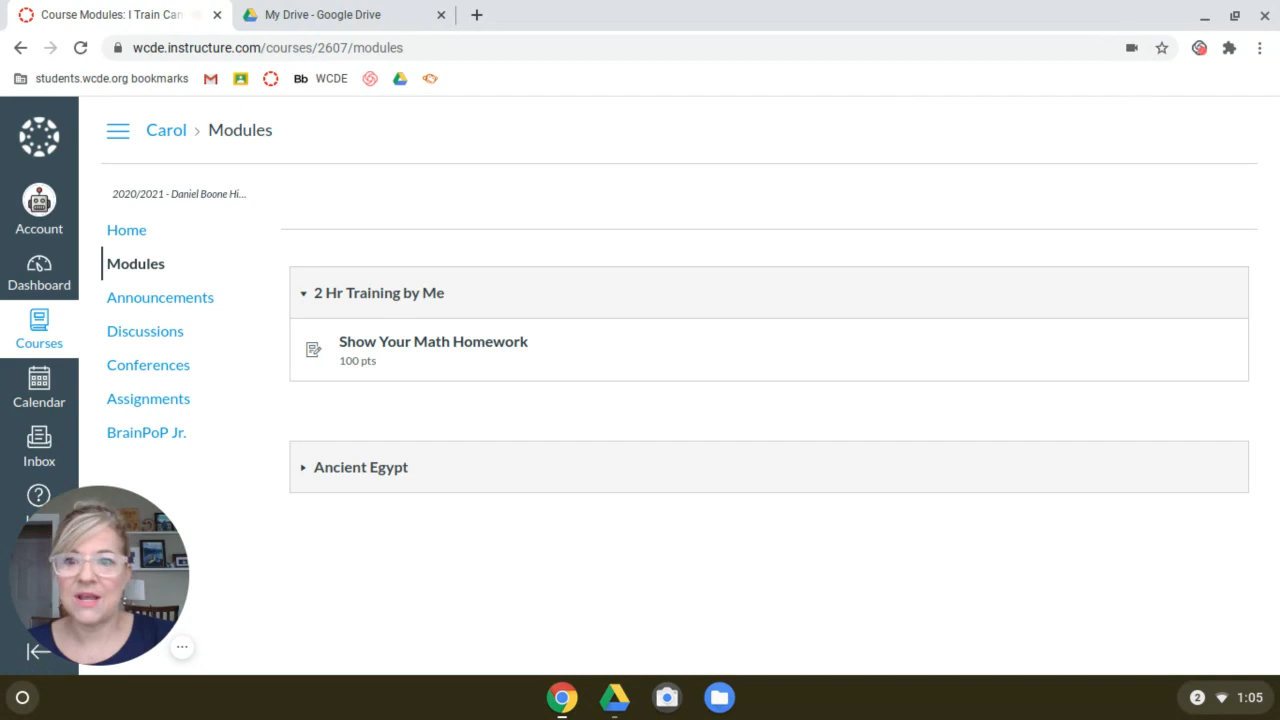 Course Modules: I Train Can
My Drive - Google Drive
wcde.instructure.com/courses/2607/modules
students.wcde.org bookmarks
Bb WCDE
Carol › Modules
2020/2021 - Daniel Boone Hi...
Account
Dashboard
Courses
Calendar
Inbox
Home
Modules
Announcements
Discussions
Conferences
Assignments
BrainPoP Jr.
2 Hr Training by Me
Show Your Math Homework
100 pts
Ancient Egypt
2 1:05